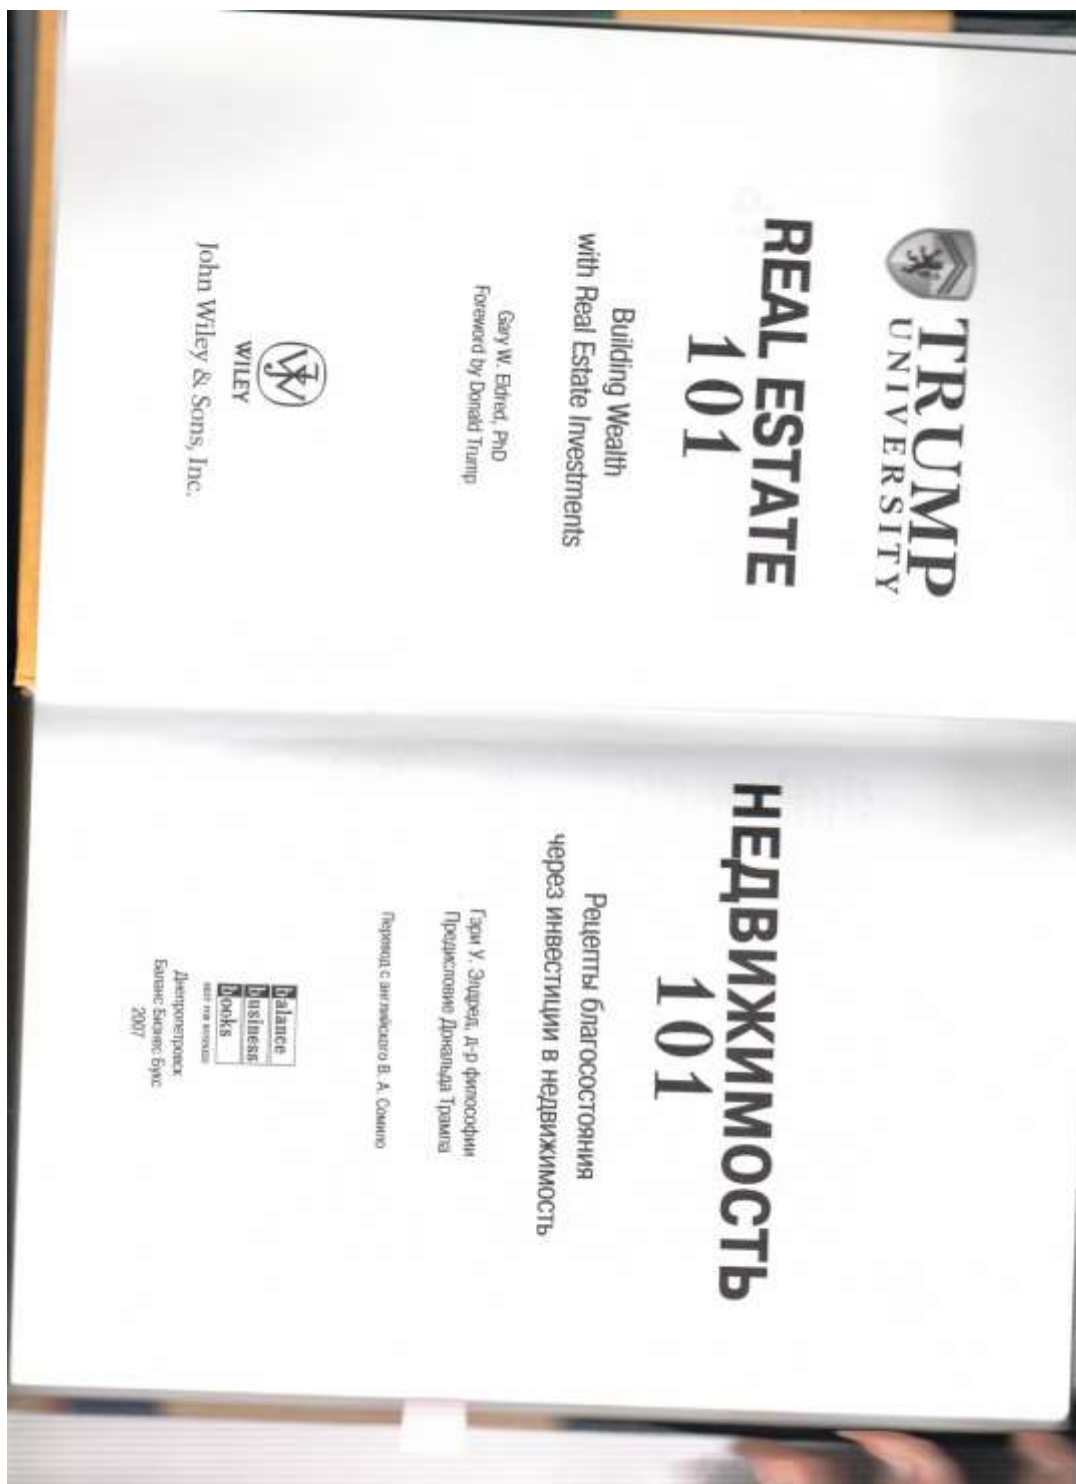 TRUMP
UNIVERSITY
REAL ESTATE
101
Building Wealth
with Real Estate Investments
Gary W. Eldred, PhD
Foreword by Donald Trump
WILEY
John Wiley & Sons, Inc.
НЕДВИЖИМОСТЬ
101
Рецепты благосостояния
через инвестиции в недвижимость
Гэри У. Элдред, д-р философии
Предисловие Дональда Трампа
Перевод с английского В. А. Сомило
balance
business
books
Днепропетровск
Баланс Бизнес Букс
2007